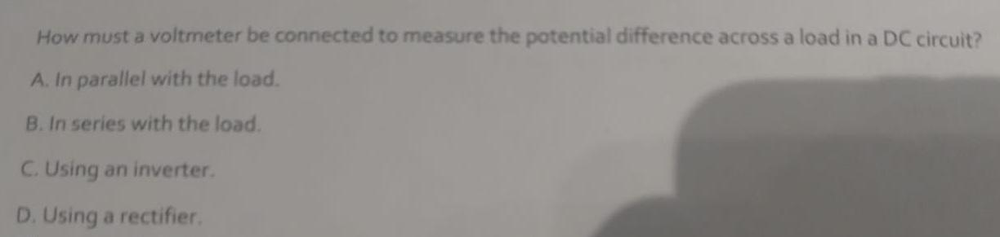 How must a voltmeter be connected to measure the potential difference across a load in a DC circuit?
A. In parallel with the load.
B. In series with the load.
C. Using an inverter.
D. Using a rectifier.